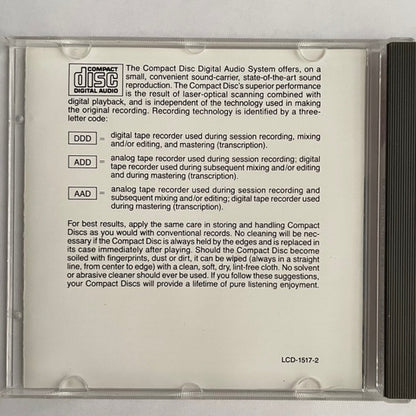 COMPACT
disc
DIGITAL AUDIO
The Compact Disc Digital Audio System offers, on a
small, convenient sound-carrier, state-of-the-art sound
reproduction. The Compact Disc's superior performance
is the result of laser-optical scanning combined with
digital playback, and is independent of the technology used in making
the original recording. Recording technology is identified by a three-
letter code:
DDD = digital tape recorder used during session recording, mixing
and/or editing, and mastering (transcription).
ADD = analog tape recorder used during session recording; digital
tape recorder used during subsequent mixing and editing
and during mastering (transcription).
AAD = analog tape recorder used during session recording and
subsequent mixing and/or editing; digital tape recorder used
during mastering (transcription).
For best results, apply the same care in storing and handling Compact
Discs as you would with conventional records. No cleaning will be nec-
essary if the Compact Disc is always held by the edges and is replaced in
its case immediately after playing. Should the Compact Disc become
soiled with fingerprints, dust or dirt, it can be wiped (always in a straight
line, from center to edge) with a clean, soft, dry, lint-free cloth. No solvent
or abrasive cleaner should ever be used. If you follow these suggestions,
your Compact Discs will provide a lifetime of pure listening enjoyment.
LCD-1517-2